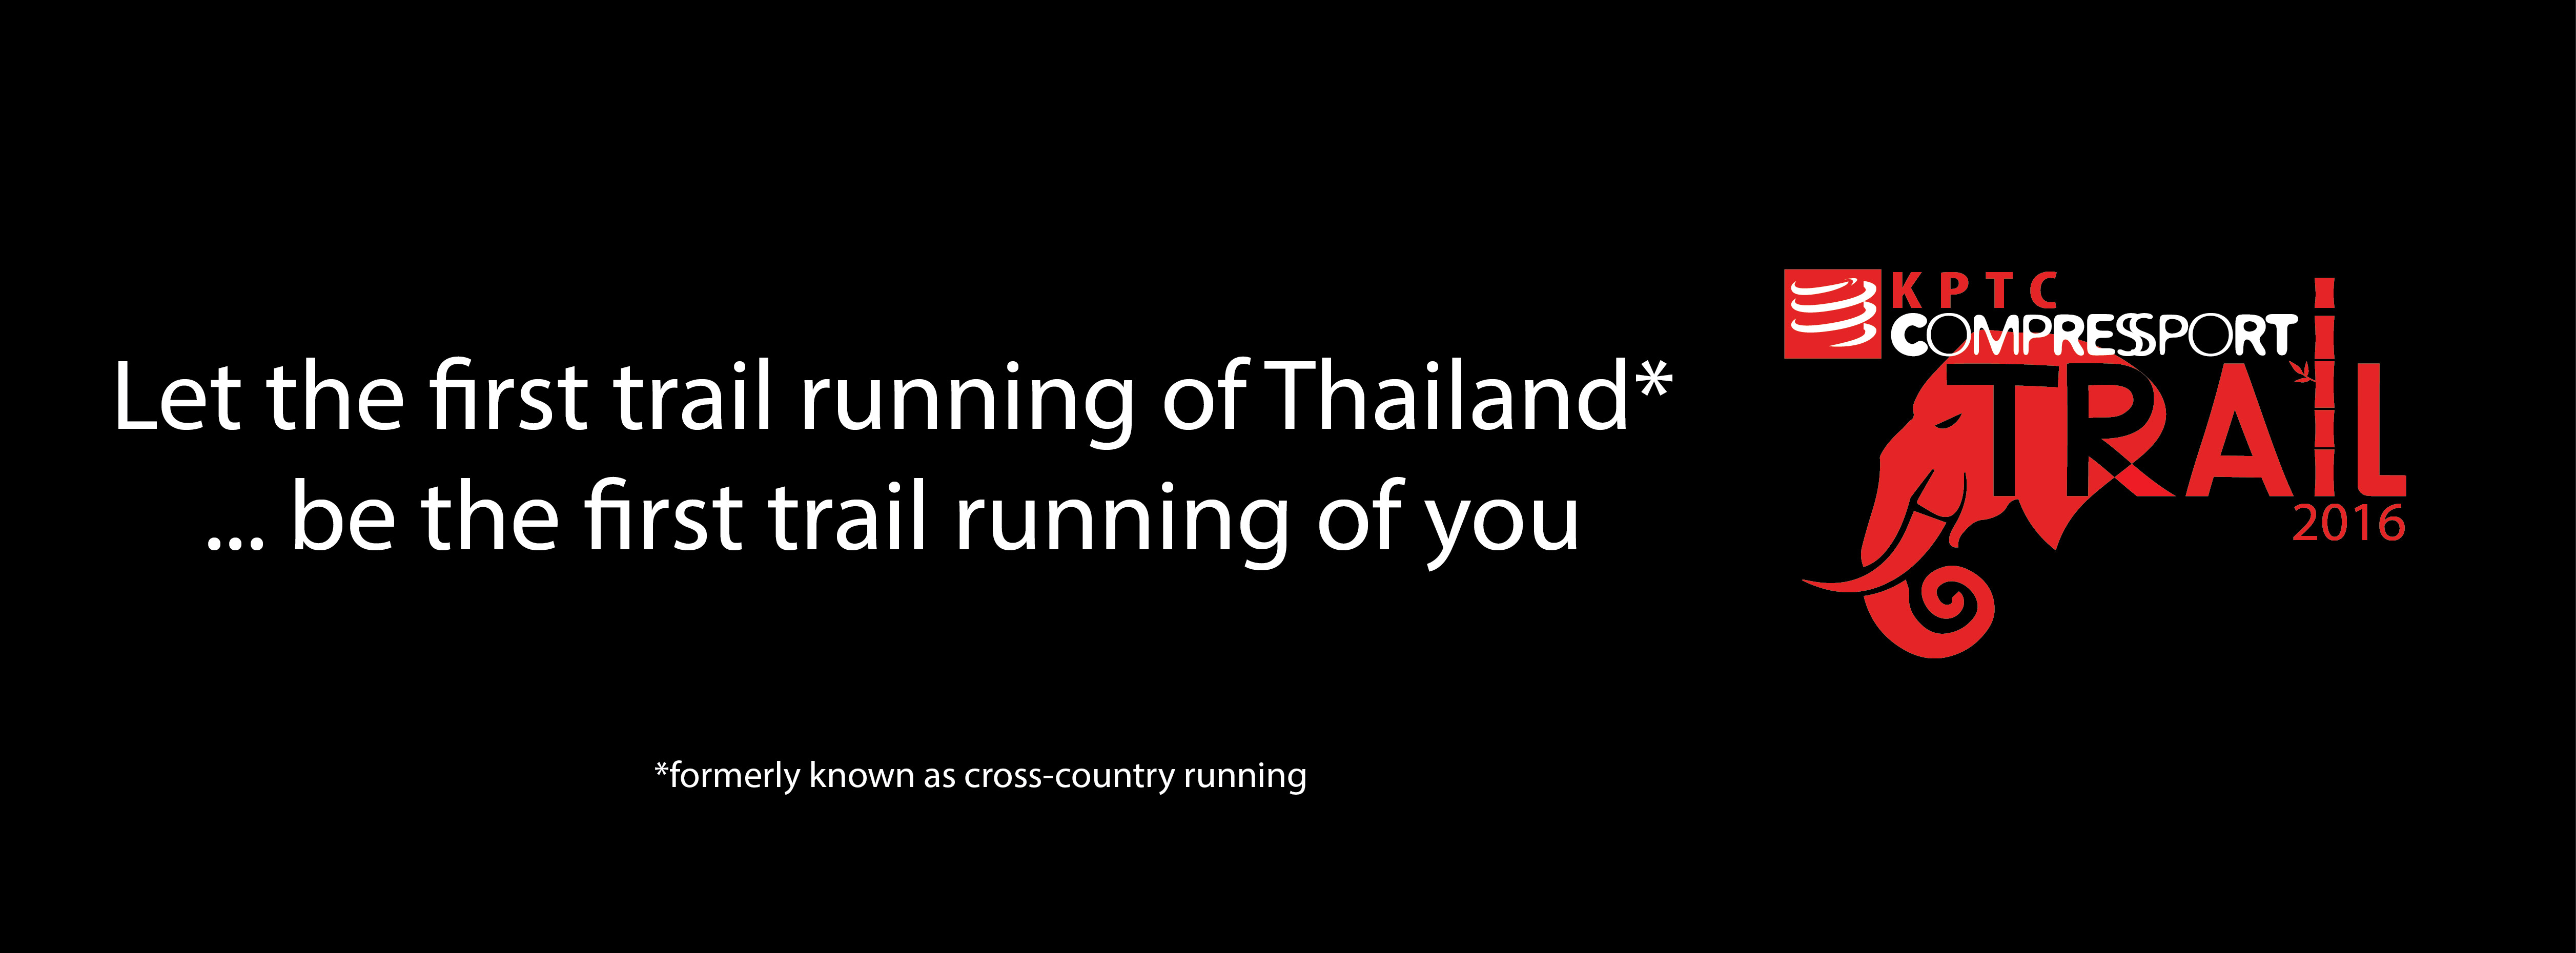 Let the first trail running of Thailand*
... be the first trail running of you
*formerly known as cross-country running
KPTC
COMPRESSPORT
TRAIL
2016